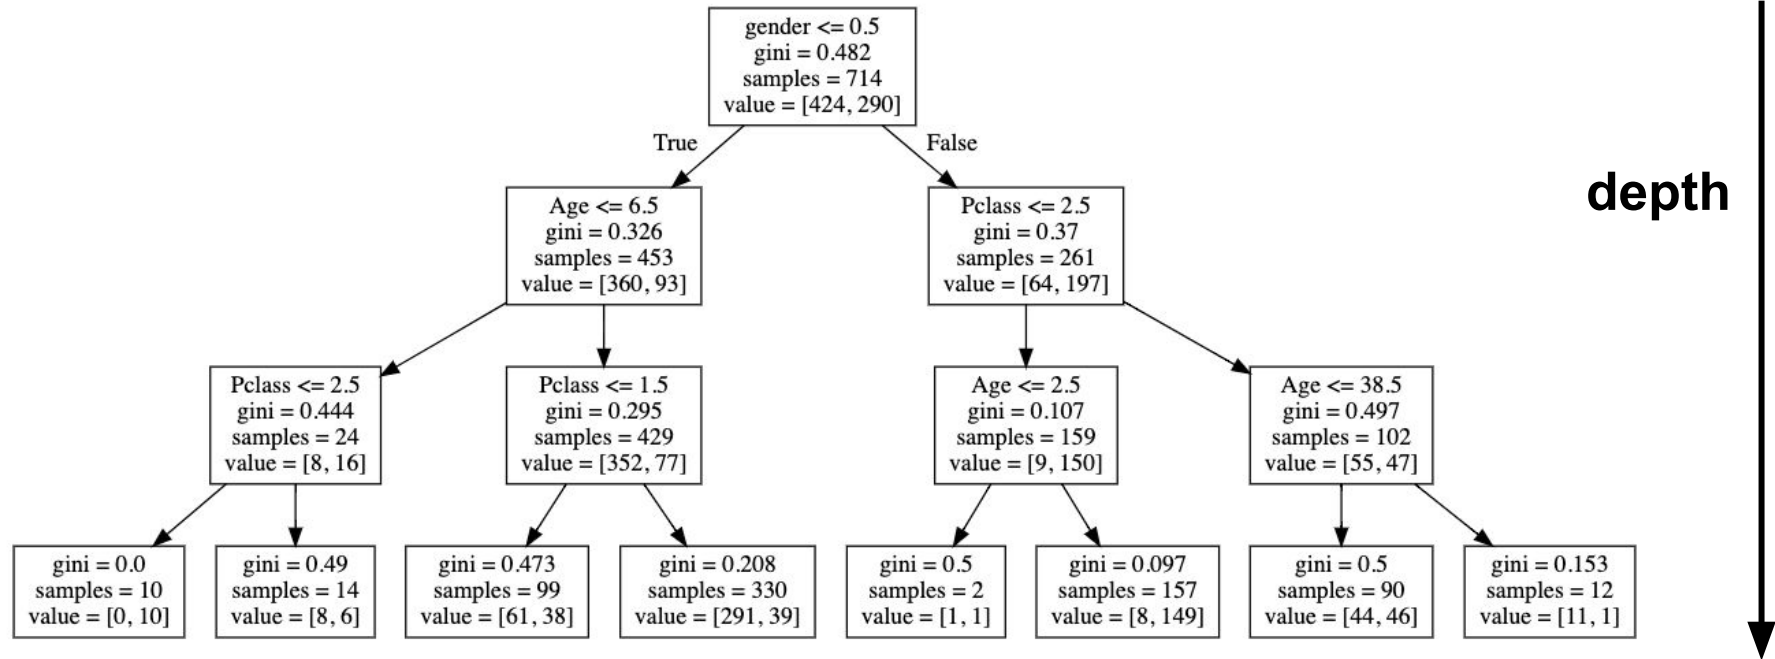 gender <= 0.5
gini = 0.482
samples = 714
value = [424, 290]
True
False
depth
Age <= 6.5
gini = 0.326
samples = 453
value = [360, 93]
Pclass <= 2.5
gini = 0.37
samples = 261
value = [64, 197]
Pclass <= 2.5
gini = 0.444
samples = 24
value = [8, 16]
Pclass <= 1.5
gini = 0.295
samples = 429
value = [352, 77]
Age <= 2.5
gini = 0.107
samples = 159
value = [9, 150]
Age <= 38.5
gini = 0.497
samples = 102
value = [55, 47]
gini = 0.0
samples = 10
value = [0, 10]
gini = 0.49
samples = 14
value = [8, 6]
gini = 0.473
samples = 99
value = [61, 38]
gini = 0.208
samples = 330
value = [291, 39]
gini = 0.5
samples = 2
value = [1, 1]
gini = 0.097
samples = 157
value = [8, 149]
gini = 0.5
samples = 90
value = [44, 46]
gini = 0.153
samples = 12
value = [11, 1]